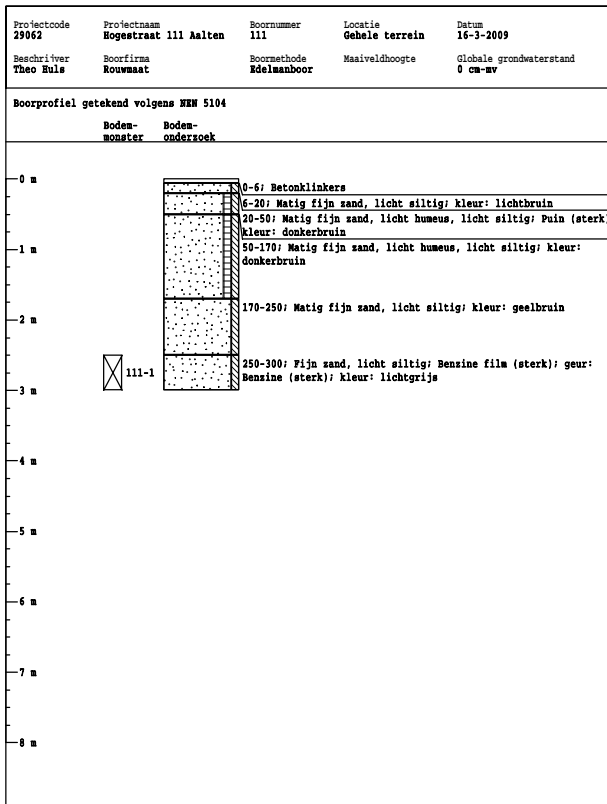 Projectcode Projectnaam Boornummer Locatie Datum
29062 Hogestraat 111 Aalten 111 Gehele terrein 16-3-2009
Beschrijver Boorfirma Boormethode Maaiveldhoogte Globale grondwaterstand
Theo Huls Rouwmaat Edelmanboor 0 cm-mv
Boorprofiel getekend volgens NEN 5104
Bodem- Bodem-
monster onderzoek
0 m
0-6; Betonklinkers
6-20; Matig fijn zand, licht siltig; kleur: lichtbruin
20-50; Matig fijn zand, licht humeus, licht siltig; Puin (sterk)
kleur: donkerbruin
50-170; Matig fijn zand, licht humeus, licht siltig; kleur:
donkerbruin
1 m
170-250; Matig fijn zand, licht siltig; kleur: geelbruin
2 m
250-300; Fijn zand, licht siltig; Benzine film (sterk); geur:
111-1
Benzine (sterk); kleur: lichtgrijs
3 m
4 m
5 m
6 m
7 m
8 m